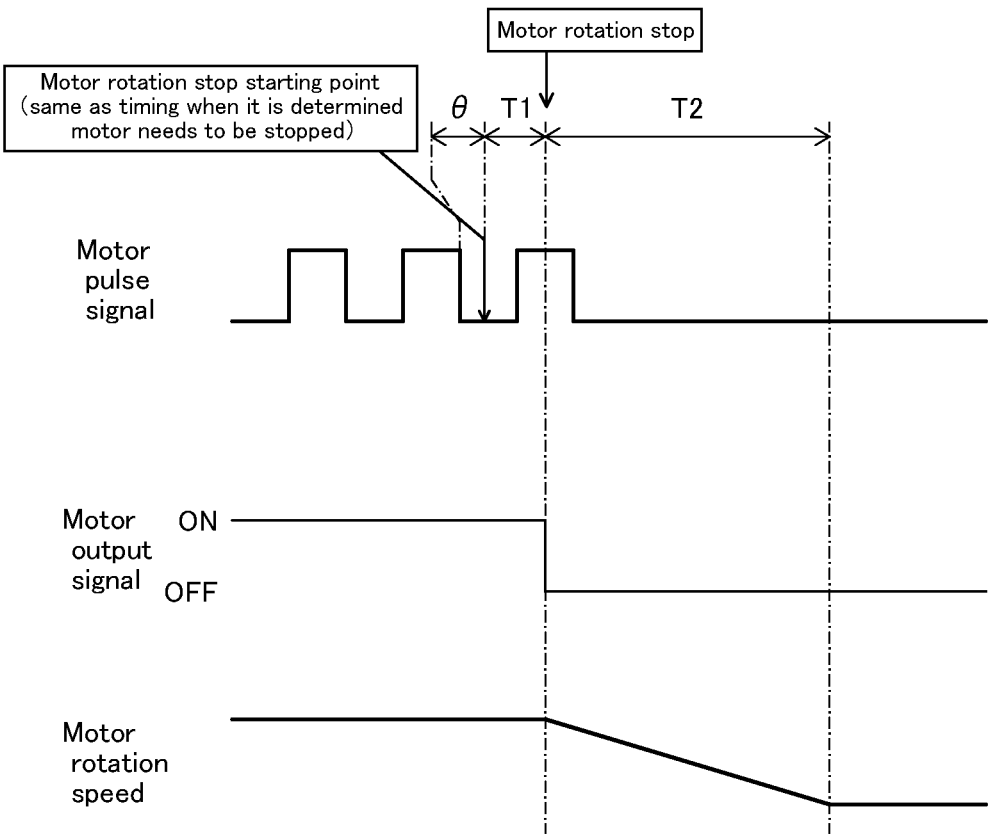 Motor rotation stop
Motor rotation stop starting point
(same as timing when it is determined
motor needs to be stopped)
θ
T1
T2
Motor
pulse
signal
Motor
output
signal
ON
OFF
Motor
rotation
speed